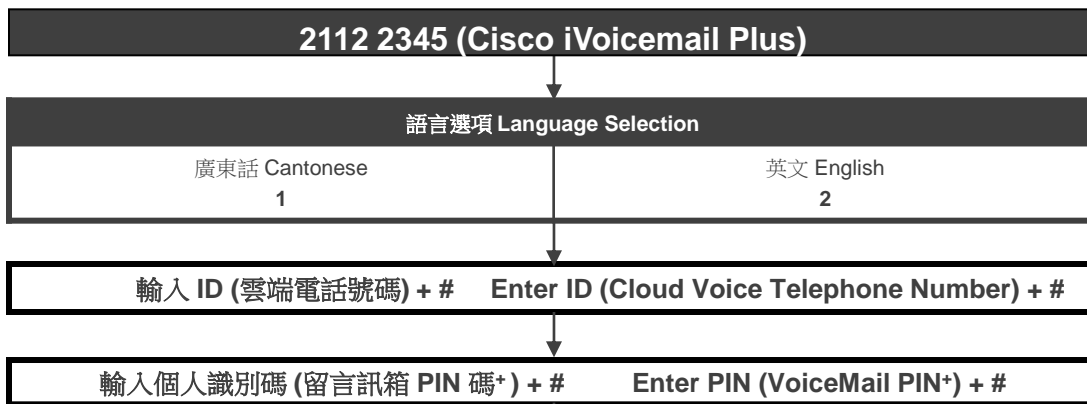 2112 2345 (Cisco iVoicemail Plus)
語言選項 Language Selection
廣東話 Cantonese
1
英文 English
2
輸入 ID (雲端電話號碼) + # Enter ID (Cloud Voice Telephone Number) + #
輸入個人識別碼 (留言訊箱 PIN 碼⁺ ) + # Enter PIN (VoiceMail PIN⁺) + #